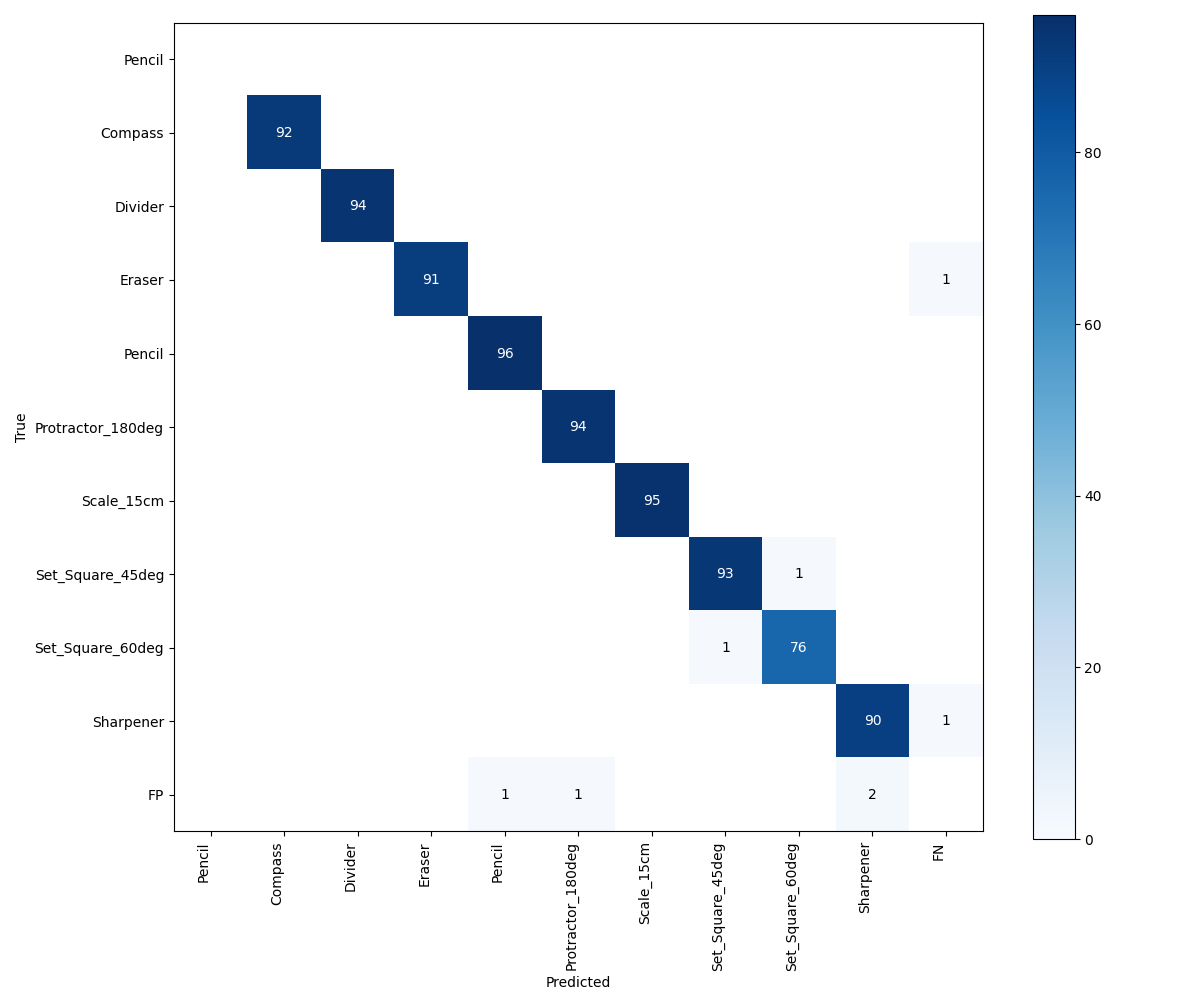 Pencil
Compass 92
Divider 94
Eraser 91 1
Pencil 96
Protractor_180deg 94
Scale_15cm 95
Set_Square_45deg 93 1
Set_Square_60deg 1 76
Sharpener 90 1
FP 1 1 2
True
Pencil Compass Divider Eraser Pencil Protractor_180deg Scale_15cm Set_Square_45deg Set_Square_60deg Sharpener FN
Predicted
80
60
40
20
0